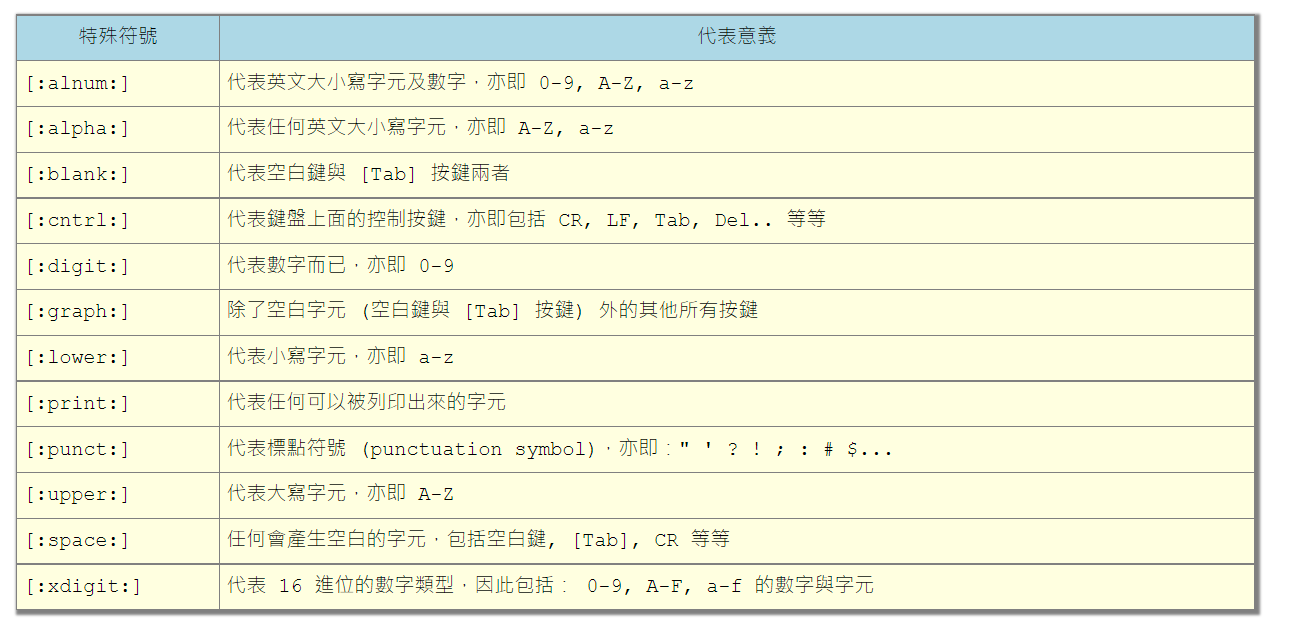 特殊符號 代表意義
[:alnum:] 代表英文大小寫字元及數字，亦即 0-9, A-Z, a-z
[:alpha:] 代表任何英文大小寫字元，亦即 A-Z, a-z
[:blank:] 代表空白鍵與 [Tab] 按鍵兩者
[:cntrl:] 代表鍵盤上面的控制按鍵，亦即包括 CR, LF, Tab, Del.. 等等
[:digit:] 代表數字而已，亦即 0-9
[:graph:] 除了空白字元 (空白鍵與 [Tab] 按鍵) 外的其他所有按鍵
[:lower:] 代表小寫字元，亦即 a-z
[:print:] 代表任何可以被列印出來的字元
[:punct:] 代表標點符號 (punctuation symbol)，亦即：" ' ? ! ; : # $...
[:upper:] 代表大寫字元，亦即 A-Z
[:space:] 任何會產生空白的字元，包括空白鍵, [Tab], CR 等等
[:xdigit:] 代表 16 進位的數字類型，因此包括： 0-9, A-F, a-f 的數字與字元